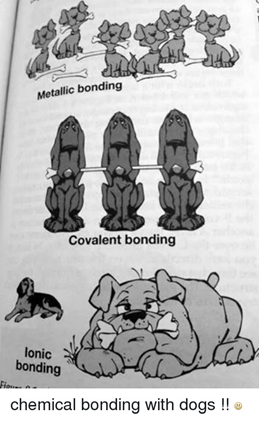 Metallic bonding
Covalent bonding
Ionic
bonding
chemical bonding with dogs !!